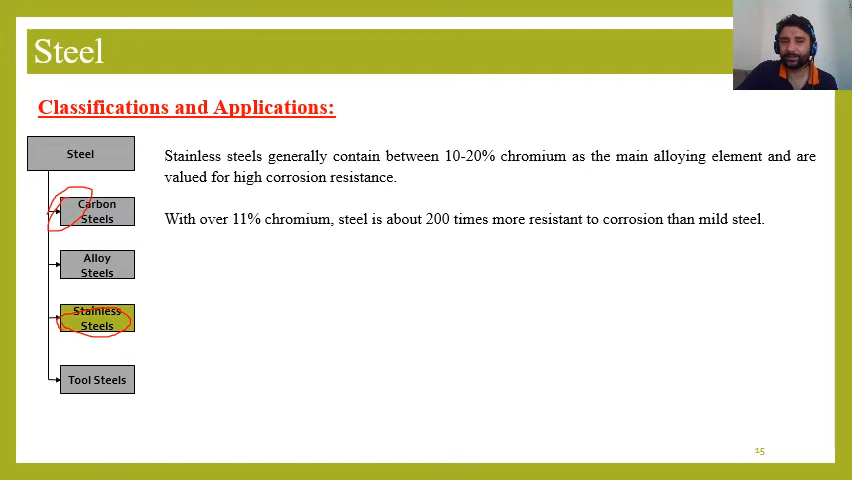 Steel
Classifications and Applications:
Steel
Carbon
Steels
Alloy
Steels
Stainless
Steels
Tool Steels
Stainless steels generally contain between 10-20% chromium as the main alloying element and are
valued for high corrosion resistance.
With over 11% chromium, steel is about 200 times more resistant to corrosion than mild steel.
15